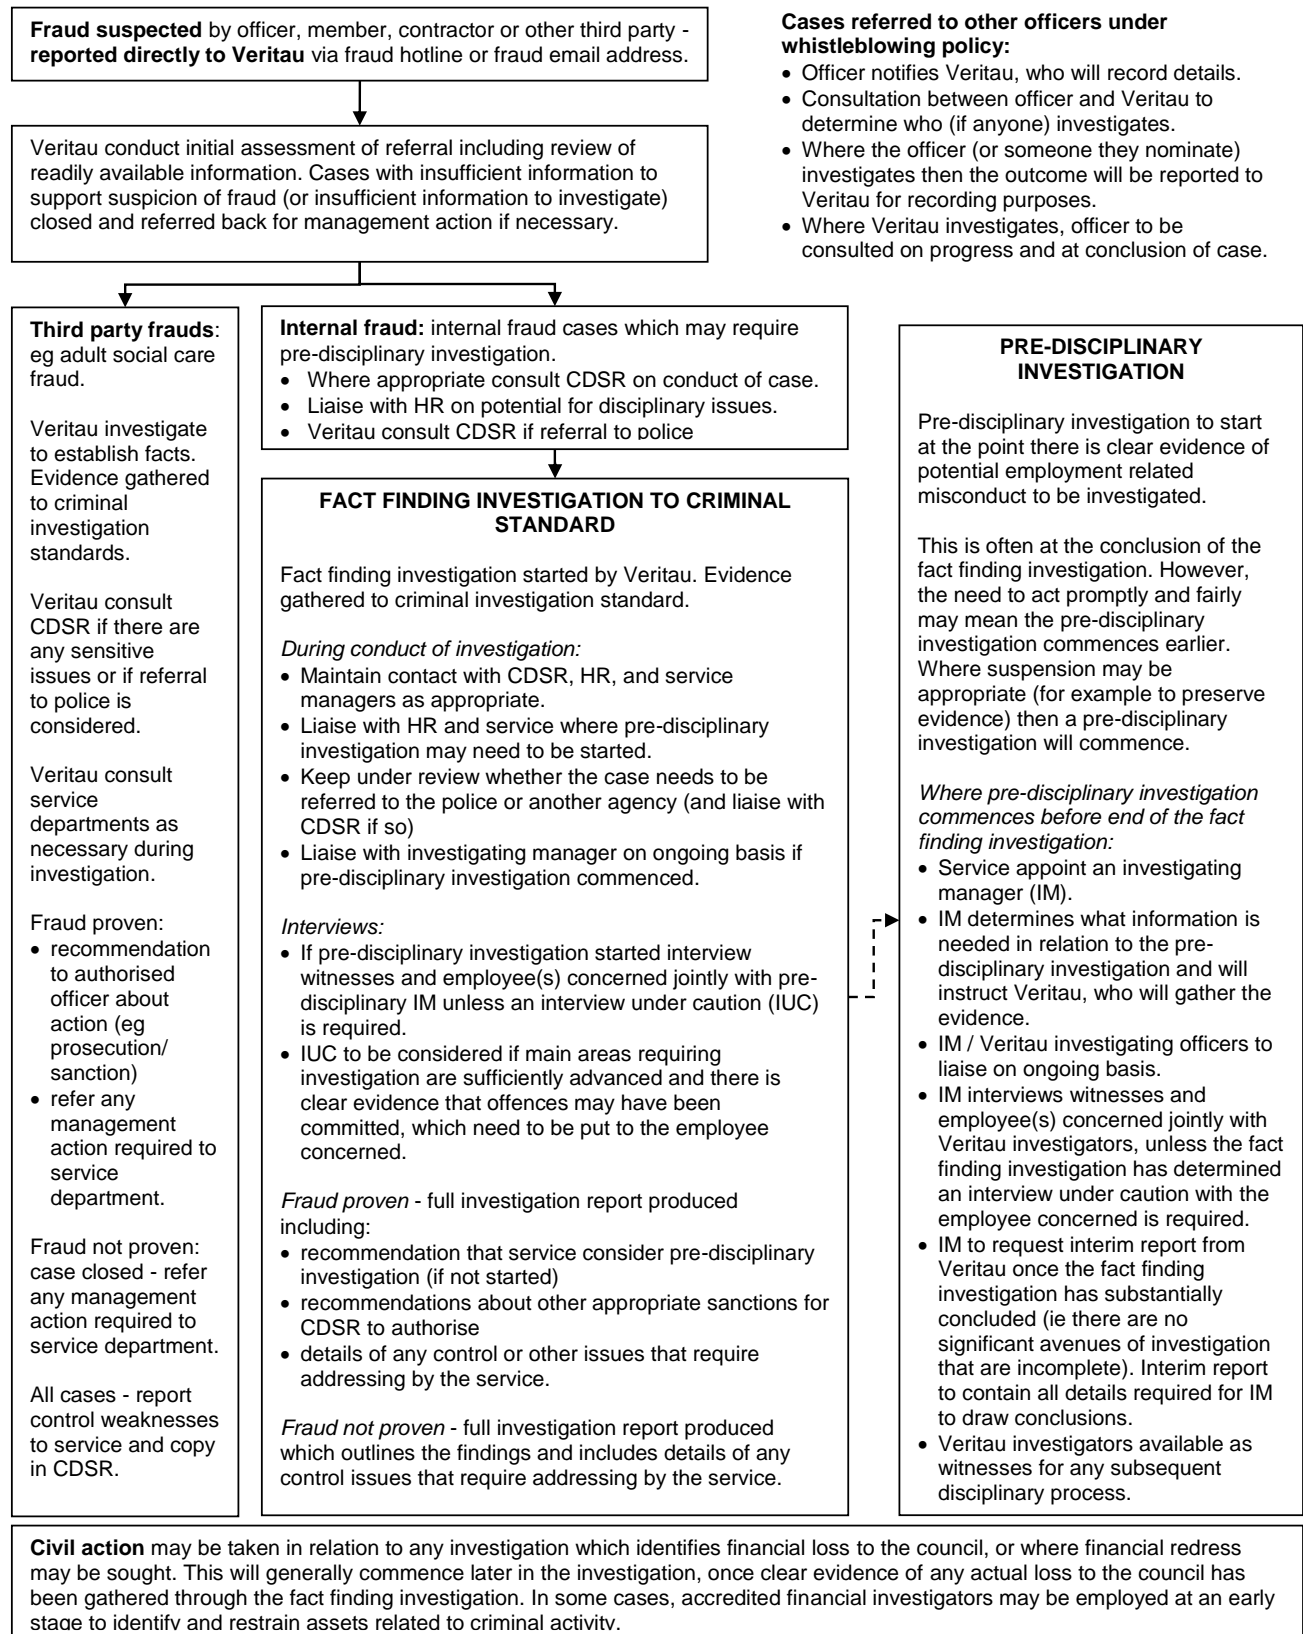 Fraud suspected by officer, member, contractor or other third party -
reported directly to Veritau via fraud hotline or fraud email address.
Cases referred to other officers under
whistleblowing policy:
• Officer notifies Veritau, who will record details.
• Consultation between officer and Veritau to
determine who (if anyone) investigates.
• Where the officer (or someone they nominate)
investigates then the outcome will be reported to
Veritau for recording purposes.
• Where Veritau investigates, officer to be
consulted on progress and at conclusion of case.
Veritau conduct initial assessment of referral including review of
readily available information. Cases with insufficient information to
support suspicion of fraud (or insufficient information to investigate)
closed and referred back for management action if necessary.
Third party frauds:
eg adult social care
fraud.
Veritau investigate
to establish facts.
Evidence gathered
to criminal
investigation
standards.
Veritau consult
CDSR if there are
any sensitive
issues or if referral
to police is
considered.
Veritau consult
service
departments as
necessary during
investigation.
Fraud proven:
• recommendation
to authorised
officer about
action (eg
prosecution/
sanction)
• refer any
management
action required to
service
department.
Fraud not proven:
case closed - refer
any management
action required to
service department.
All cases - report
control weaknesses
to service and copy
in CDSR.
Internal fraud: internal fraud cases which may require
pre-disciplinary investigation.
• Where appropriate consult CDSR on conduct of case.
• Liaise with HR on potential for disciplinary issues.
• Veritau consult CDSR if referral to police
FACT FINDING INVESTIGATION TO CRIMINAL
STANDARD
Fact finding investigation started by Veritau. Evidence
gathered to criminal investigation standard.
During conduct of investigation:
• Maintain contact with CDSR, HR, and service
managers as appropriate.
• Liaise with HR and service where pre-disciplinary
investigation may need to be started.
• Keep under review whether the case needs to be
referred to the police or another agency (and liaise with
CDSR if so)
• Liaise with investigating manager on ongoing basis if
pre-disciplinary investigation commenced.
Interviews:
• If pre-disciplinary investigation started interview
witnesses and employee(s) concerned jointly with pre-
disciplinary IM unless an interview under caution (IUC)
is required.
• IUC to be considered if main areas requiring
investigation are sufficiently advanced and there is
clear evidence that offences may have been
committed, which need to be put to the employee
concerned.
Fraud proven - full investigation report produced
including:
• recommendation that service consider pre-disciplinary
investigation (if not started)
• recommendations about other appropriate sanctions for
CDSR to authorise
• details of any control or other issues that require
addressing by the service.
Fraud not proven - full investigation report produced
which outlines the findings and includes details of any
control issues that require addressing by the service.
PRE-DISCIPLINARY
INVESTIGATION
Pre-disciplinary investigation to start
at the point there is clear evidence of
potential employment related
misconduct to be investigated.
This is often at the conclusion of the
fact finding investigation. However,
the need to act promptly and fairly
may mean the pre-disciplinary
investigation commences earlier.
Where suspension may be
appropriate (for example to preserve
evidence) then a pre-disciplinary
investigation will commence.
Where pre-disciplinary investigation
commences before end of the fact
finding investigation:
• Service appoint an investigating
manager (IM).
• IM determines what information is
needed in relation to the pre-
disciplinary investigation and will
instruct Veritau, who will gather the
evidence.
• IM / Veritau investigating officers to
liaise on ongoing basis.
• IM interviews witnesses and
employee(s) concerned jointly with
Veritau investigators, unless the fact
finding investigation has determined
an interview under caution with the
employee concerned is required.
• IM to request interim report from
Veritau once the fact finding
investigation has substantially
concluded (ie there are no
significant avenues of investigation
that are incomplete). Interim report
to contain all details required for IM
to draw conclusions.
• Veritau investigators available as
witnesses for any subsequent
disciplinary process.
Civil action may be taken in relation to any investigation which identifies financial loss to the council, or where financial redress
may be sought. This will generally commence later in the investigation, once clear evidence of any actual loss to the council has
been gathered through the fact finding investigation. In some cases, accredited financial investigators may be employed at an early
stage to identify and restrain assets related to criminal activity.